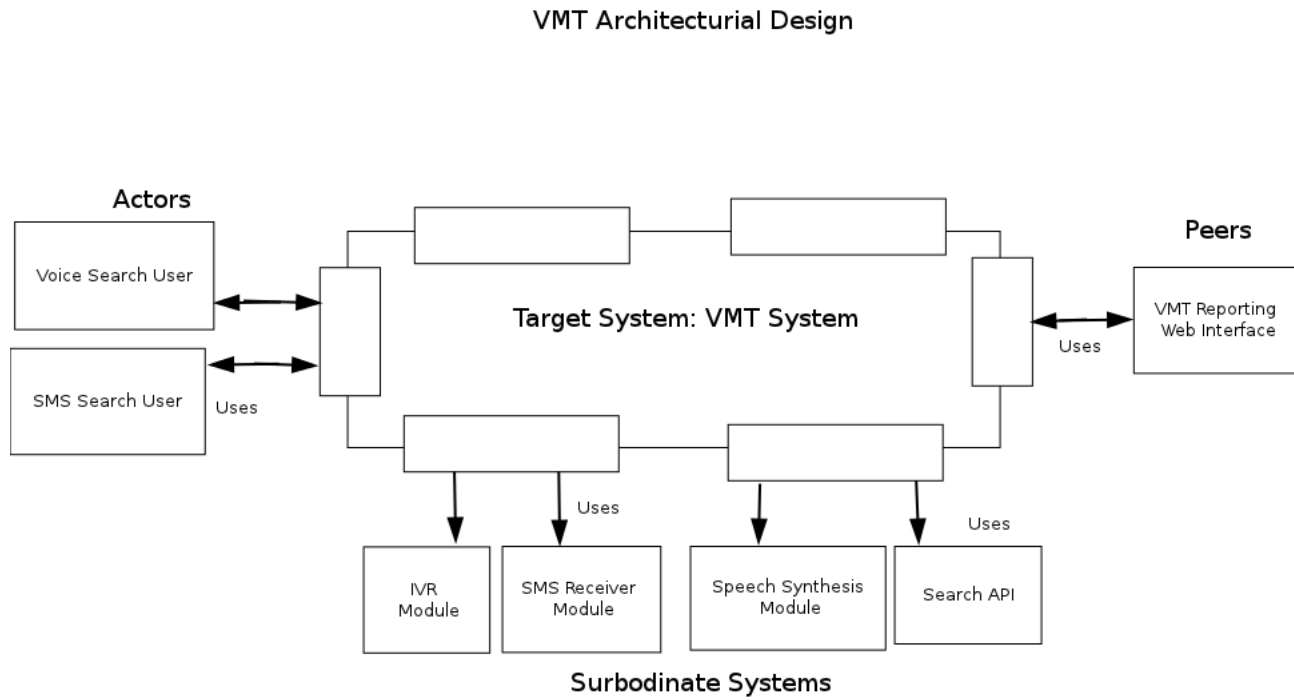 VMT Architecturial Design
Actors
Voice Search User
SMS Search User
Uses
Target System: VMT System
Peers
VMT Reporting
Web Interface
Uses
Uses
Uses
IVR
Module
SMS Receiver
Module
Speech Synthesis
Module
Search API
Surbodinate Systems